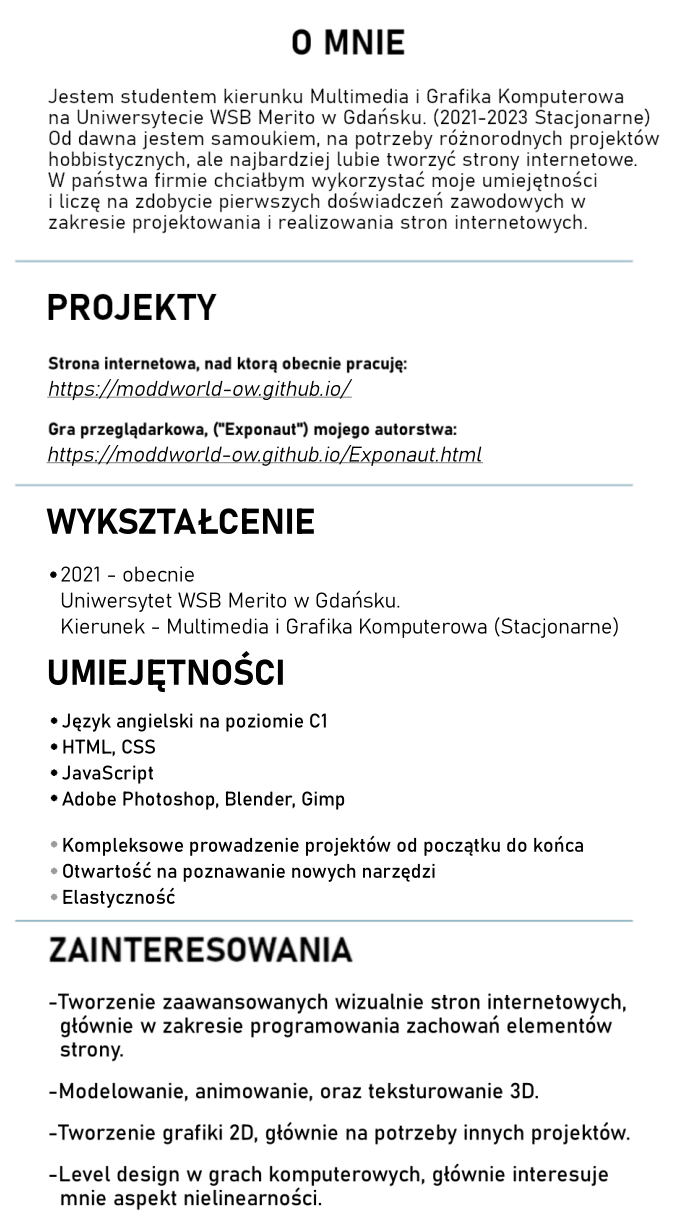 O MNIE
Jestem studentem kierunku Multimedia i Grafika Komputerowa
na Uniwersytecie WSB Merito w Gdańsku. (2021-2023 Stacjonarne)
Od dawna jestem samoukiem, na potrzeby różnorodnych projektów
hobbistycznych, ale najbardziej lubie tworzyć strony internetowe.
W państwa firmie chciałbym wykorzystać moje umiejętności
i liczę na zdobycie pierwszych doświadczeń zawodowych w
zakresie projektowania i realizowania stron internetowych.
PROJEKTY
Strona internetowa, nad ktorą obecnie pracuję:
https://moddworld-ow.github.io/
Gra przeglądarkowa, ("Exponaut") mojego autorstwa:
https://moddworld-ow.github.io/Exponaut.html
WYKSZTAŁCENIE
•2021 - obecnie
Uniwersytet WSB Merito w Gdańsku.
Kierunek - Multimedia i Grafika Komputerowa (Stacjonarne)
UMIEJĘTNOŚCI
•Język angielski na poziomie C1
•HTML, CSS
•JavaScript
•Adobe Photoshop, Blender, Gimp
•Kompleksowe prowadzenie projektów od początku do końca
•Otwartość na poznawanie nowych narzędzi
•Elastyczność
ZAINTERESOWANIA
-Tworzenie zaawansowanych wizualnie stron internetowych,
głównie w zakresie programowania zachowań elementów
strony.
-Modelowanie, animowanie, oraz teksturowanie 3D.
-Tworzenie grafiki 2D, głównie na potrzeby innych projektów.
-Level design w grach komputerowych, głównie interesuje
mnie aspekt nielinearności.